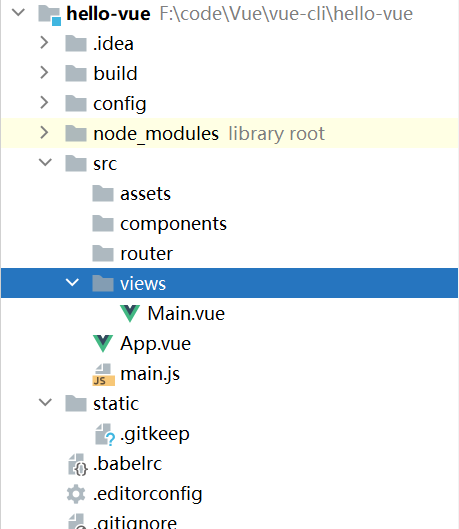 hello-vue F:\code\Vue\vue-cli\hello-vue
.idea
build
config
node_modules library root
src
assets
components
router
views
Main.vue
App.vue
JS main.js
static
.gitkeep
.babelrc
.editorconfig
.gitignore